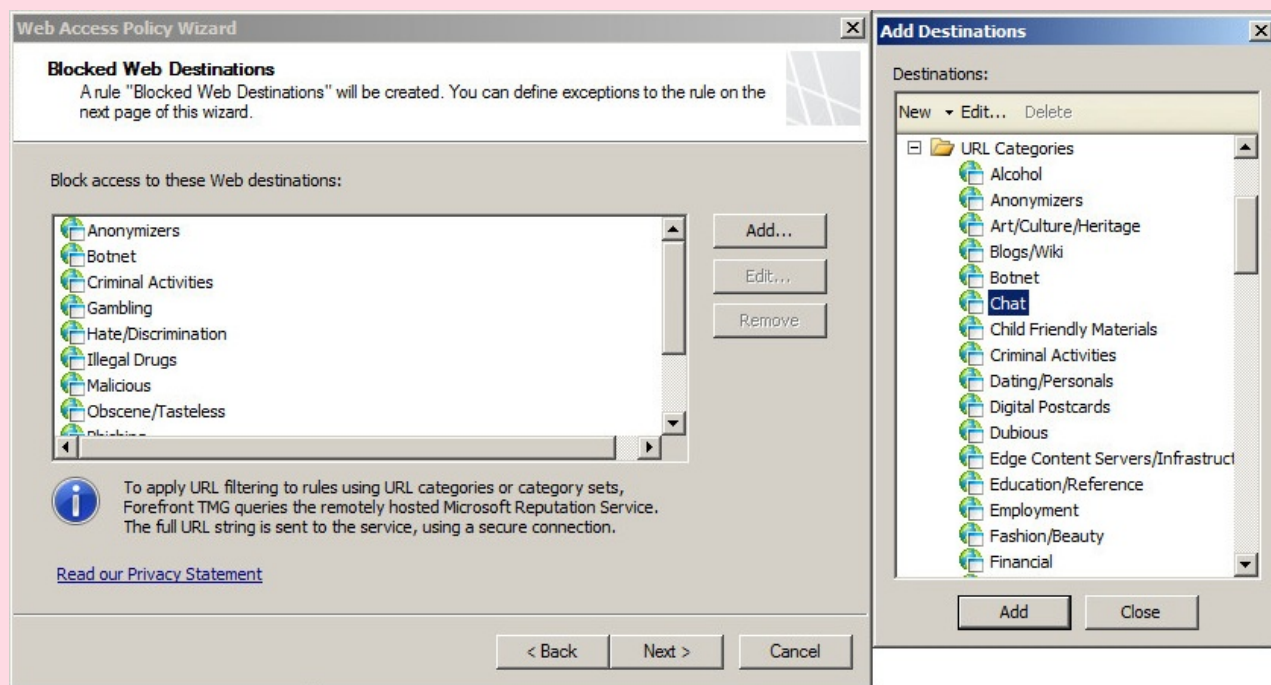 Web Access Policy Wizard
Blocked Web Destinations
A rule "Blocked Web Destinations" will be created. You can define exceptions to the rule on the
next page of this wizard.
Block access to these Web destinations:
Anonymizers
Botnet
Criminal Activities
Gambling
Hate/Discrimination
Illegal Drugs
Malicious
Obscene/Tasteless
Add...
Edit...
Remove
To apply URL filtering to rules using URL categories or category sets,
Forefront TMG queries the remotely hosted Microsoft Reputation Service.
The full URL string is sent to the service, using a secure connection.
Read our Privacy Statement
< Back
Next >
Cancel
Add Destinations
Destinations:
New Edit... Delete
URL Categories
Alcohol
Anonymizers
Art/Culture/Heritage
Blogs/Wiki
Botnet
Chat
Child Friendly Materials
Criminal Activities
Dating/Personals
Digital Postcards
Dubious
Edge Content Servers/Infrastruct
Education/Reference
Employment
Fashion/Beauty
Financial
Add
Close